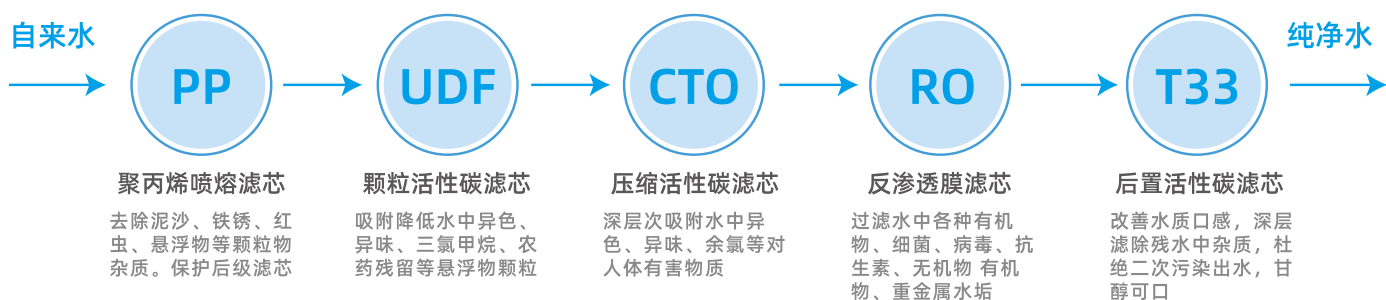 自来水
纯净水
PP
UDF
CTO
RO
T33
聚丙烯喷熔滤芯
去除泥沙、铁锈、红
虫、悬浮物等颗粒物
杂质。保护后级滤芯
颗粒活性碳滤芯
吸附降低水中异色、
异味、三氯甲烷、农
药残留等悬浮物颗粒
压缩活性碳滤芯
深层次吸附水中异
色、异味、余氯等对
人体有害物质
反渗透膜滤芯
过滤水中各种有机
物、细菌、病毒、抗
生素、无机物 有机
物、重金属水垢
后置活性碳滤芯
改善水质口感，深层
滤除残水中杂质，杜
绝二次污染出水，甘
醇可口